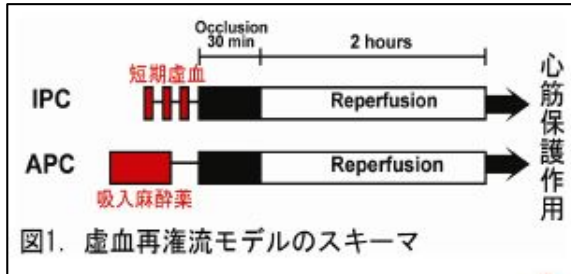 Occlusion
30 min
2 hours
短期虚血
IPC
Reperfusion
APC
Reperfusion
吸入麻酔薬
心筋保護作用
図1. 虚血再潅流モデルのスキーマ